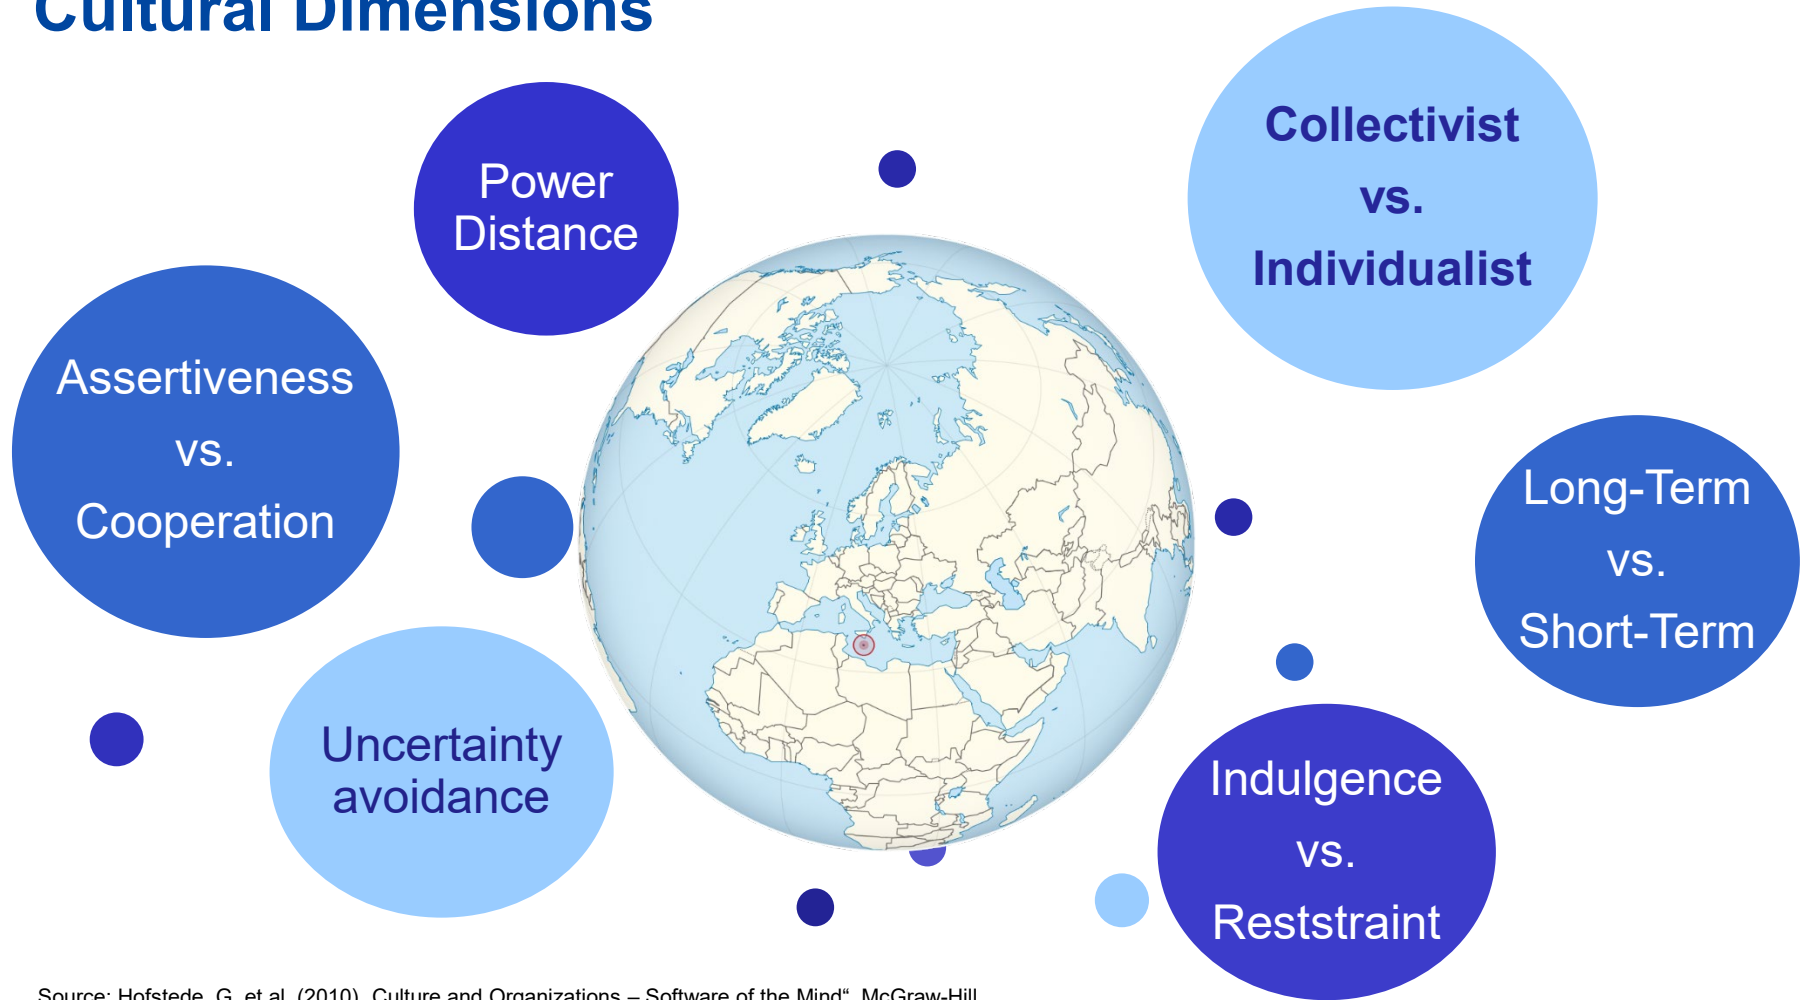 Cultural Dimensions
Power
Distance
Collectivist
vs.
Individualist
Assertiveness
vs.
Cooperation
Long-Term
vs.
Short-Term
Uncertainty
avoidance
Indulgence
vs.
Reststraint
Source: Hofstede, G. et al. (2010). Culture and Organizations – Software of the Mind“, McGraw-Hill